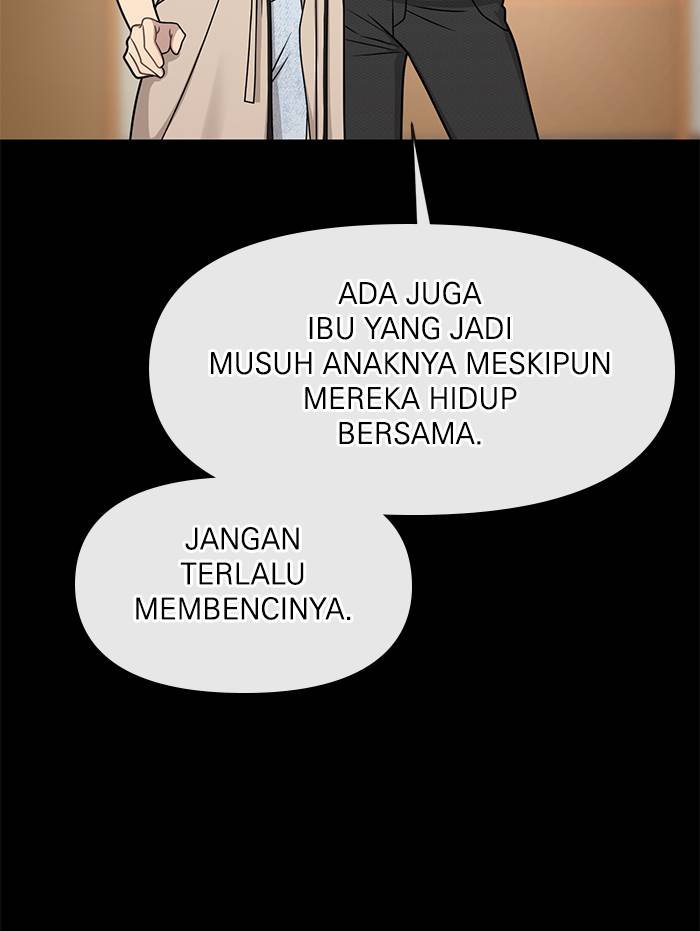 ADA JUGA
IBU YANG JADI
MUSUH ANAKNYA MESKIPUN
MEREKA HIDUP
BERSAMA.
JANGAN
TERLALU
MEMBENCINYA.